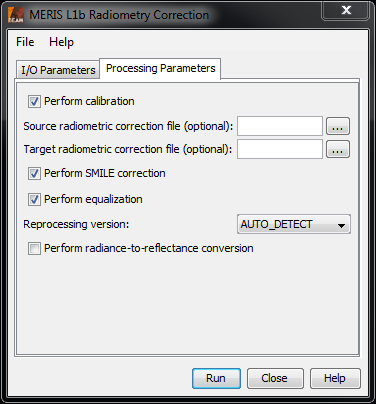 BEAM
MERIS L1b Radiometry Correction
File Help
I/O Parameters Processing Parameters
Perform calibration
Source radiometric correction file (optional): ...
Target radiometric correction file (optional): ...
Perform SMILE correction
Perform equalization
Reprocessing version: AUTO_DETECT
Perform radiance-to-reflectance conversion
Run Close Help